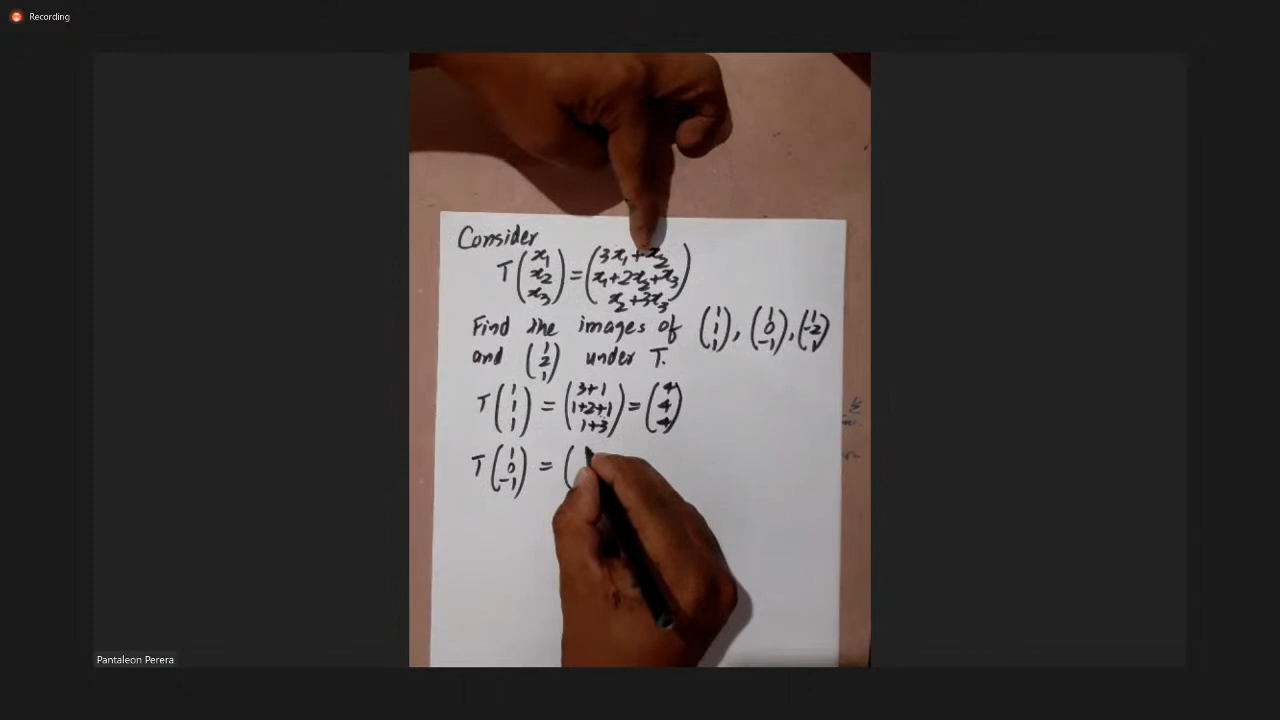 Recording
Consider
T(x₁ x₂ x₃) = (3x₁+x₂ x₁+2x₂+x₃ x₂+3x₃)
Find the images of (1 1 1), (1 0 -1), (1 -2 1)
and (1 2 1) under T.
T(1 1 1) = (3+1 1+2+1 1+3) = (4 4 4)
T(1 0 -1) = (
Pantaleon Perera